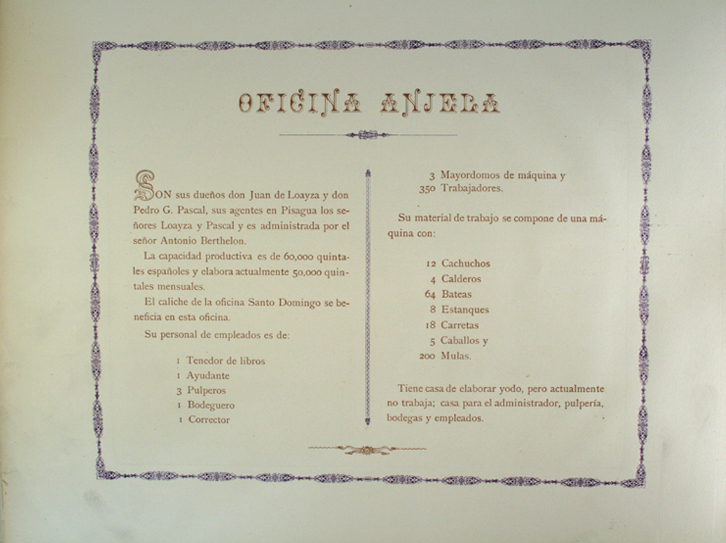 OFICINA ANJELA
SON sus dueños don Juan de Loayza y don
Pedro G. Pascal, sus agentes en Pisagua los se-
ñores Loayza y Pascal y es administrada por el
señor Antonio Berthelon.
La capacidad productiva es de 60,000 quinta-
les españoles y elabora actualmente 50,000 quin-
tales mensuales.
El caliche de la oficina Santo Domingo se be-
neficia en esta oficina.
Su personal de empleados es de:
1 Tenedor de libros
1 Ayudante
3 Pulperos
1 Bodeguero
1 Corrector
3 Mayordomos de máquina y
350 Trabajadores.
Su material de trabajo se compone de una má-
quina con:
12 Cachuchos
4 Calderos
64 Bateas
8 Estanques
18 Carretas
5 Caballos y
200 Mulas.
Tiene casa de elaborar yodo, pero actualmente
no trabaja; casa para el administrador, pulpería,
bodegas y empleados.